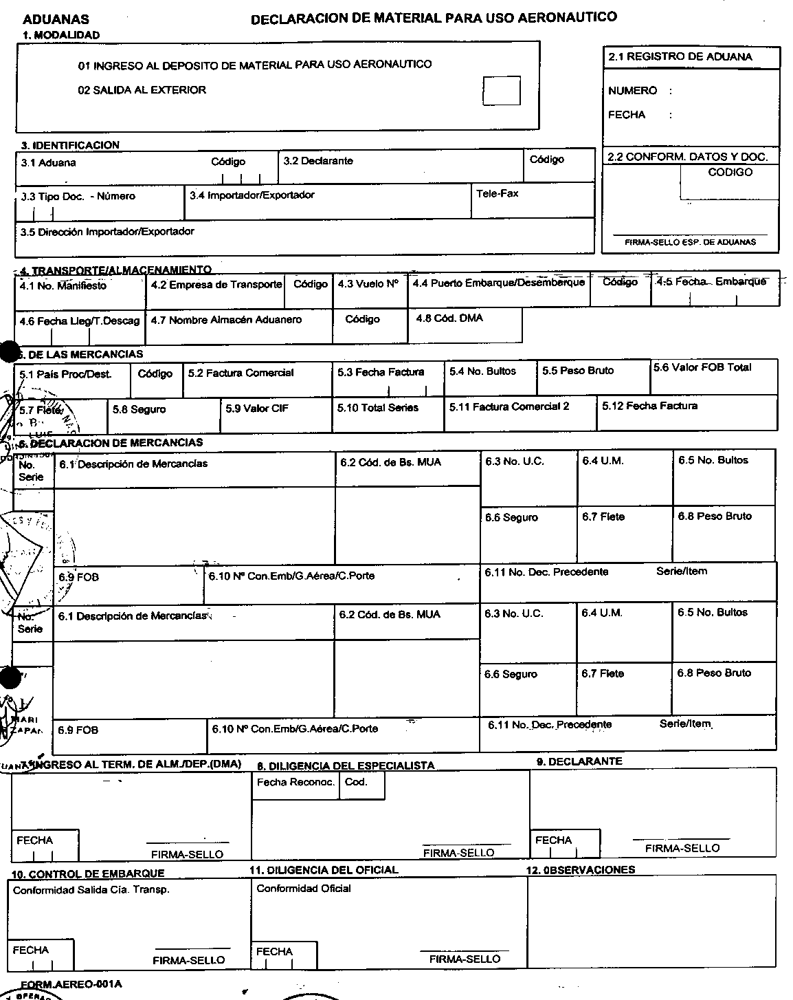 ADUANAS
DECLARACION DE MATERIAL PARA USO AERONAUTICO
1. MODALIDAD
01 INGRESO AL DEPOSITO DE MATERIAL PARA USO AERONAUTICO
02 SALIDA AL EXTERIOR
2.1 REGISTRO DE ADUANA
NUMERO :
FECHA :
2.2 CONFORM. DATOS Y DOC.
CODIGO
FIRMA-SELLO ESP. DE ADUANAS
3. IDENTIFICACION
3.1 Aduana Código 3.2 Declarante Código
3.3 Tipo Doc. - Número 3.4 Importador/Exportador Tele-Fax
3.5 Dirección Importador/Exportador
4. TRANSPORTE/ALMACENAMIENTO
4.1 No. Manifiesto 4.2 Empresa de Transporte Código 4.3 Vuelo Nº 4.4 Puerto Embarque/Desembarque Código 4.5 Fecha Embarque
4.6 Fecha Lleg/T.Descag 4.7 Nombre Almacén Aduanero Código 4.8 Cód. DMA
5. DE LAS MERCANCIAS
5.1 País Proc/Dest. Código 5.2 Factura Comercial 5.3 Fecha Factura 5.4 No. Bultos 5.5 Peso Bruto 5.6 Valor FOB Total
5.7 Flete 5.8 Seguro 5.9 Valor CIF 5.10 Total Series 5.11 Factura Comercial 2 5.12 Fecha Factura
LUIS
6. DECLARACION DE MERCANCIAS
No. Serie 6.1 Descripción de Mercancías 6.2 Cód. de Bs. MUA 6.3 No. U.C. 6.4 U.M. 6.5 No. Bultos
6.6 Seguro 6.7 Flete 6.8 Peso Bruto
6.9 FOB 6.10 Nº Con.Emb/G.Aérea/C.Porte 6.11 No. Dec. Precedente Serie/Item
No. Serie 6.1 Descripción de Mercancías 6.2 Cód. de Bs. MUA 6.3 No. U.C. 6.4 U.M. 6.5 No. Bultos
6.6 Seguro 6.7 Flete 6.8 Peso Bruto
6.9 FOB 6.10 Nº Con.Emb/G.Aérea/C.Porte 6.11 No. Dec. Precedente Serie/Item
7. INGRESO AL TERM. DE ALM./DEP.(DMA) 8. DILIGENCIA DEL ESPECIALISTA 9. DECLARANTE
Fecha Reconoc. Cod.
FECHA FIRMA-SELLO FIRMA-SELLO FECHA FIRMA-SELLO
10. CONTROL DE EMBARQUE 11. DILIGENCIA DEL OFICIAL 12. OBSERVACIONES
Conformidad Salida Cía. Transp. Conformidad Oficial
FECHA FIRMA-SELLO FECHA FIRMA-SELLO
FORM.AEREO-001A